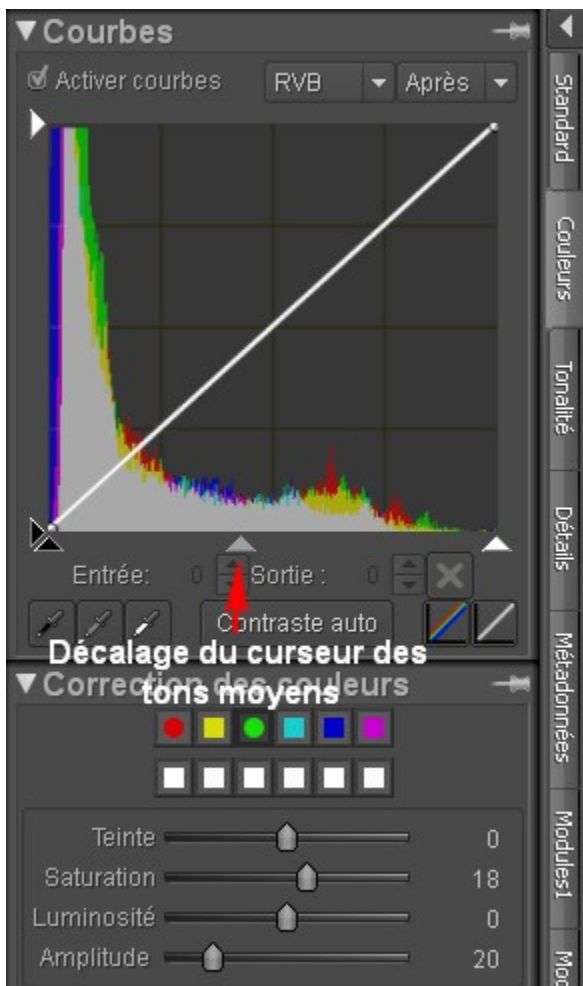 Courbes
Activer courbes RVB Après
Entrée: 0 Sortie : 0
Contraste auto
Décalage du curseur des
tons moyens
Correction des couleurs
Teinte 0
Saturation 18
Luminosité 0
Amplitude 20
Standard
Couleurs
Tonalité
Détails
Métadonnées
Modules1
Mod